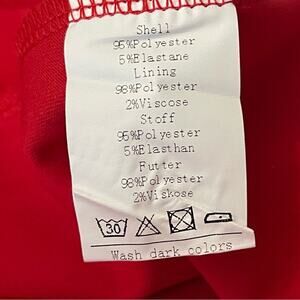 Shell
95%Polyester
5%Elastane
Lining
98%Polyester
2%Viscose
Stoff
95%Polyester
5%Elasthan
Futter
98%Polyester
2%Viskose
30
Wash dark colors